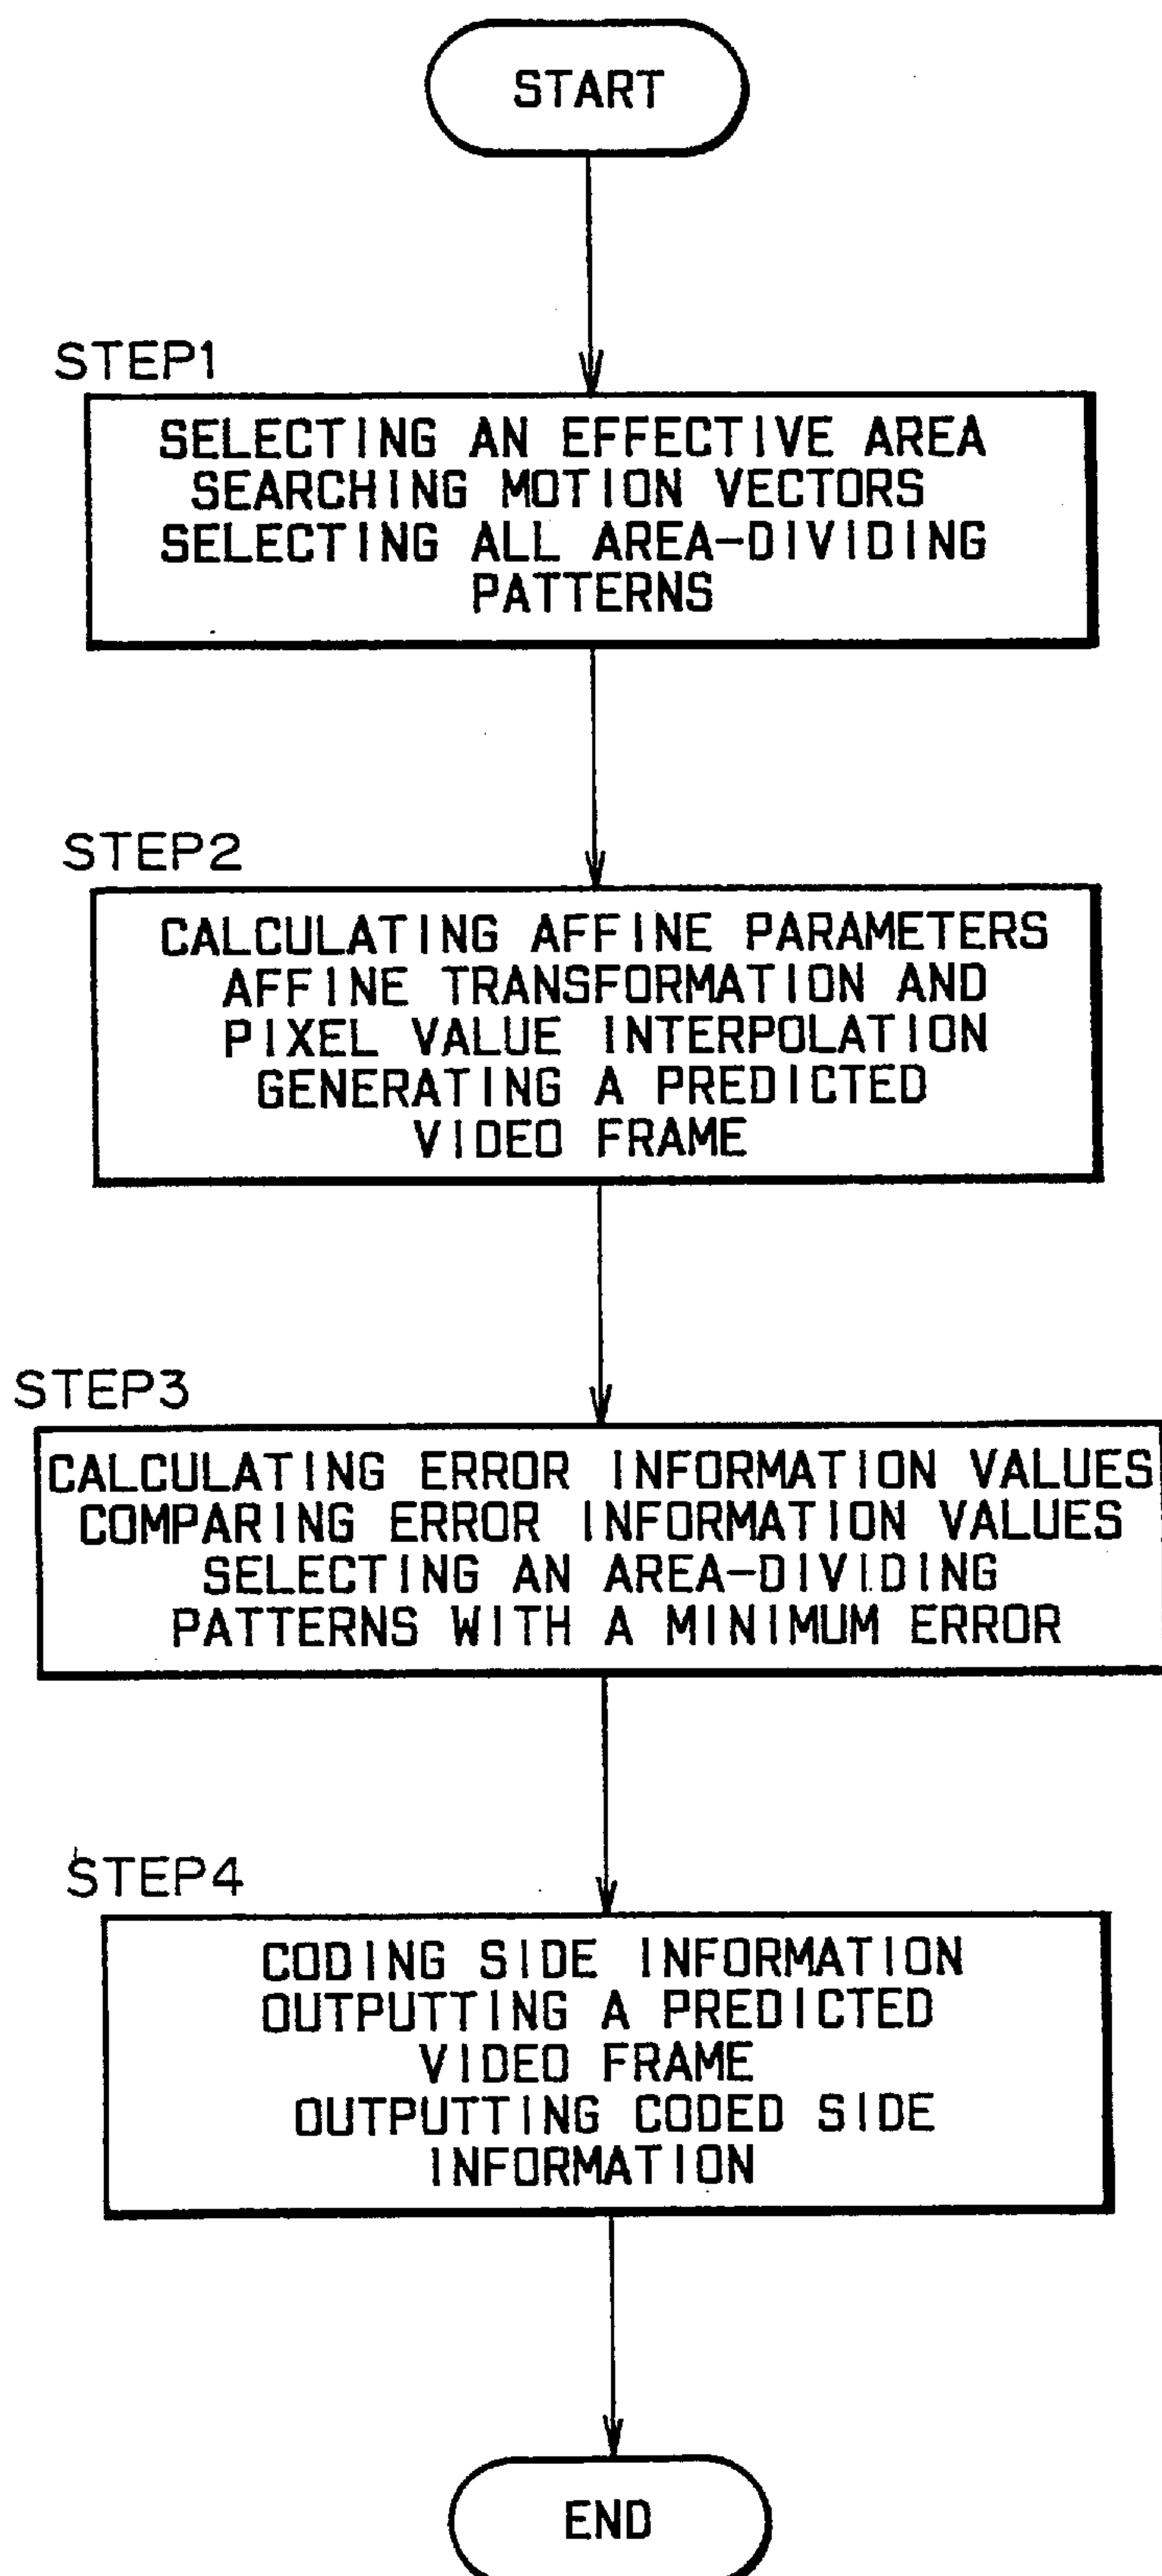 START
STEP1
SELECTING AN EFFECTIVE AREA
SEARCHING MOTION VECTORS
SELECTING ALL AREA-DIVIDING
PATTERNS
STEP2
CALCULATING AFFINE PARAMETERS
AFFINE TRANSFORMATION AND
PIXEL VALUE INTERPOLATION
GENERATING A PREDICTED
VIDEO FRAME
STEP3
CALCULATING ERROR INFORMATION VALUES
COMPARING ERROR INFORMATION VALUES
SELECTING AN AREA-DIVIDING
PATTERNS WITH A MINIMUM ERROR
STEP4
CODING SIDE INFORMATION
OUTPUTTING A PREDICTED
VIDEO FRAME
OUTPUTTING CODED SIDE
INFORMATION
END